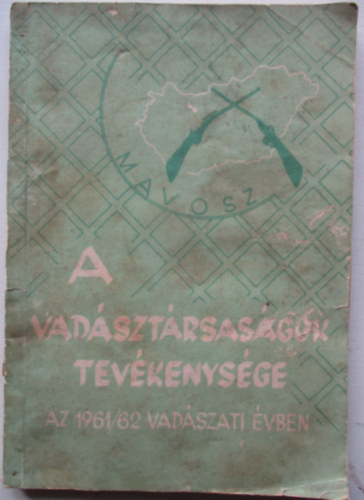 MAVOSZ
A
VADÁSZTÁRSASÁGOK
TEVÉKENYSÉGE
AZ 1961/62 VADÁSZATI ÉVBEN